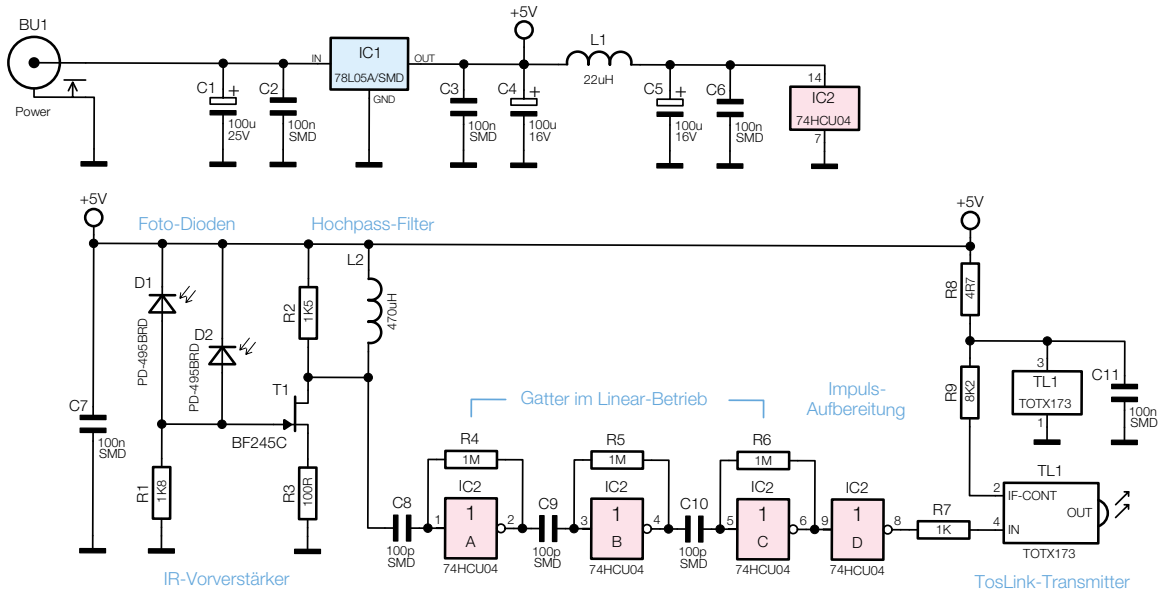 BU1
Power
C1
+
100u
25V
C2
100n
SMD
IN
IC1
78L05A/SMD
OUT
GND
C3
100n
SMD
+5V
C4
+
100u
16V
L1
22uH
C5
+
100u
16V
C6
100n
SMD
14
IC2
74HCU04
7
+5V
Foto-Dioden
Hochpass-Filter
+5V
D1
PD-495BRD
D2
PD-495BRD
R2
1K5
L2
470uH
R8
4R7
C7
100n
SMD
T1
BF245C
R1
1K8
R3
100R
IR-Vorverstärker
Gatter im Linear-Betrieb
Impuls-
Aufbereitung
R9
8K2
3
TL1
TOTX173
1
C11
100n
SMD
C8
100p
SMD
R4
1M
IC2
1
1
A
2
74HCU04
C9
100p
SMD
R5
1M
IC2
3
1
B
4
74HCU04
C10
100p
SMD
R6
1M
IC2
5
1
C
6
74HCU04
IC2
9
1
D
8
74HCU04
R7
1K
TL1
2
IF-CONT
OUT
4
IN
TOTX173
TosLink-Transmitter